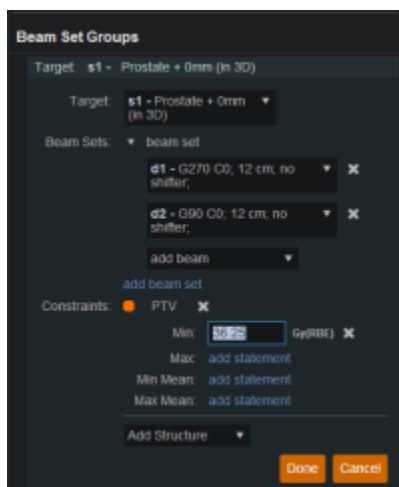 Beam Set Groups
Target: s1 - Prostate + 0mm (in 3D)
Target: s1 - Prostate + 0mm
(in 3D)
Beam Sets: beam set
d1 - G270 C0; 12 cm; no
shifter;
d2 - G90 C0; 12 cm; no
shifter;
add beam
add beam set
Constraints: PTV
Min: Gy(RBE)
Max: add statement
Min Mean: add statement
Max Mean: add statement
Add Structure
Done Cancel